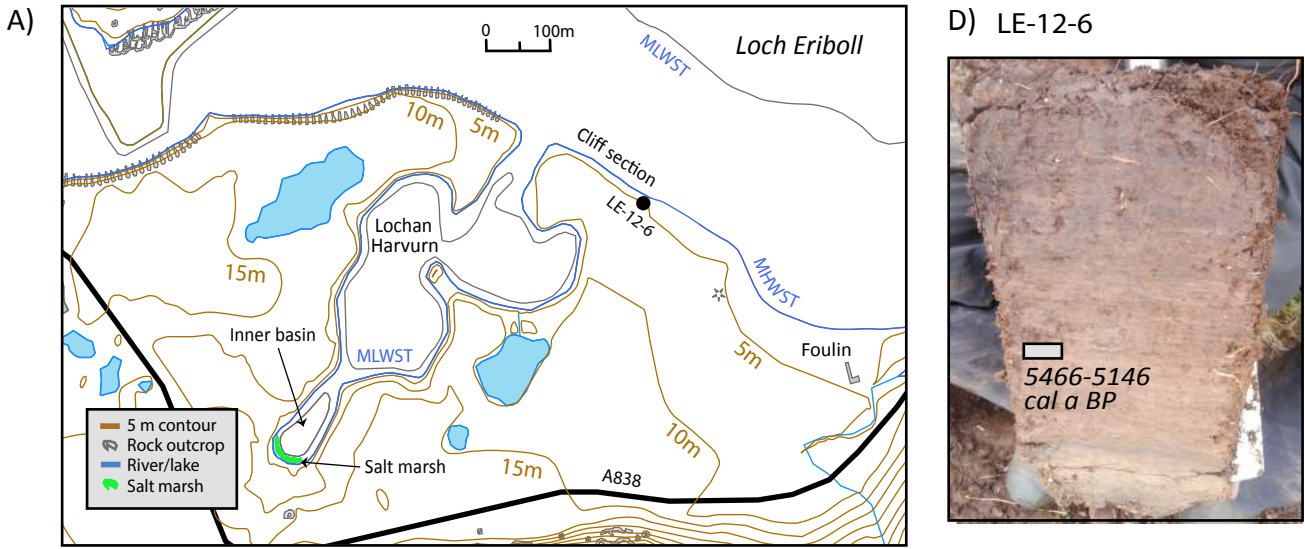 A)
0 100m
Loch Eriboll
MLWST
10m
5m
Cliff section
LE-12-6
Lochan
Harvurn
15m
MHWST
Inner basin
MLWST
5m
Foulin
10m
5 m contour
Rock outcrop
River/lake
Salt marsh
Salt marsh
15m
A838
D) LE-12-6
5466-5146
cal a BP